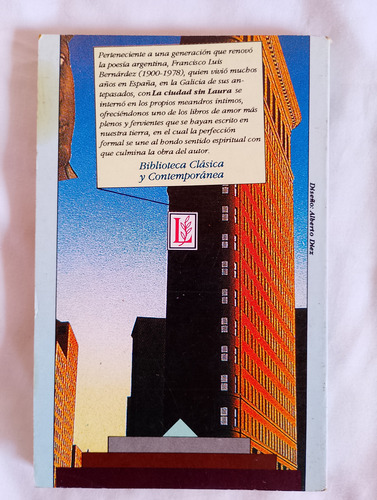 Perteneciente a una generación que renovó
la poesía argentina, Francisco Luis
Bernárdez (1900-1978), quien vivió muchos
años en España, en la Galicia de sus an-
tepasados, con La ciudad sin Laura se
internó en los propios meandros íntimos,
ofreciéndonos uno de los libros de amor más
plenos y fervientes que se hayan escrito en
nuestra tierra, en el cual la perfección
formal se une al hondo sentido espiritual con
que culmina la obra del autor.
Biblioteca Clásica
y Contemporánea
L
Diseño: Alberto Díez